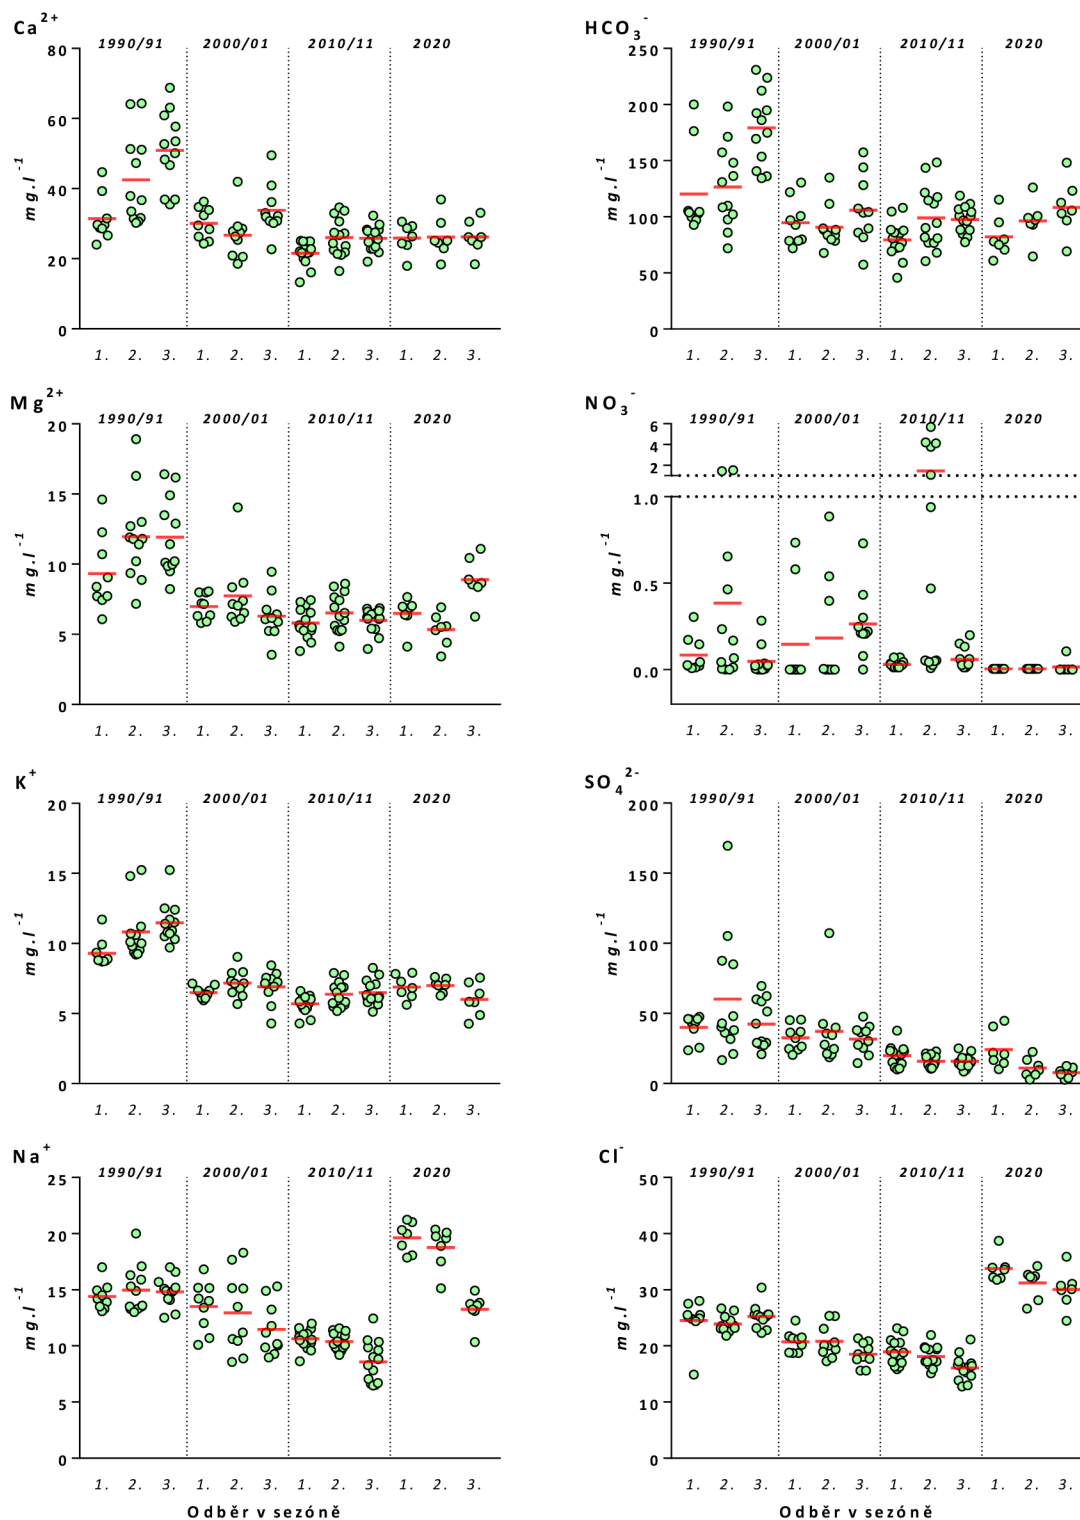 Ca2+
1990/91 2000/01 2010/11 2020
mg.l-1
80
60
40
20
0
1. 2. 3. 1. 2. 3. 1. 2. 3. 1. 2. 3.
HCO3-
1990/91 2000/01 2010/11 2020
mg.l-1
250
200
150
100
50
0
1. 2. 3. 1. 2. 3. 1. 2. 3. 1. 2. 3.
Mg2+
1990/91 2000/01 2010/11 2020
mg.l-1
20
15
10
5
0
1. 2. 3. 1. 2. 3. 1. 2. 3. 1. 2. 3.
NO3-
1990/91 2000/01 2010/11 2020
mg.l-1
6
4
2
1.0
0.5
0.0
1. 2. 3. 1. 2. 3. 1. 2. 3. 1. 2. 3.
K+
1990/91 2000/01 2010/11 2020
mg.l-1
20
15
10
5
0
1. 2. 3. 1. 2. 3. 1. 2. 3. 1. 2. 3.
SO42-
1990/91 2000/01 2010/11 2020
mg.l-1
200
150
100
50
0
1. 2. 3. 1. 2. 3. 1. 2. 3. 1. 2. 3.
Na+
1990/91 2000/01 2010/11 2020
mg.l-1
25
20
15
10
5
0
1. 2. 3. 1. 2. 3. 1. 2. 3. 1. 2. 3.
Odběr v sezóně
Cl-
1990/91 2000/01 2010/11 2020
mg.l-1
50
40
30
20
10
0
1. 2. 3. 1. 2. 3. 1. 2. 3. 1. 2. 3.
Odběr v sezóně